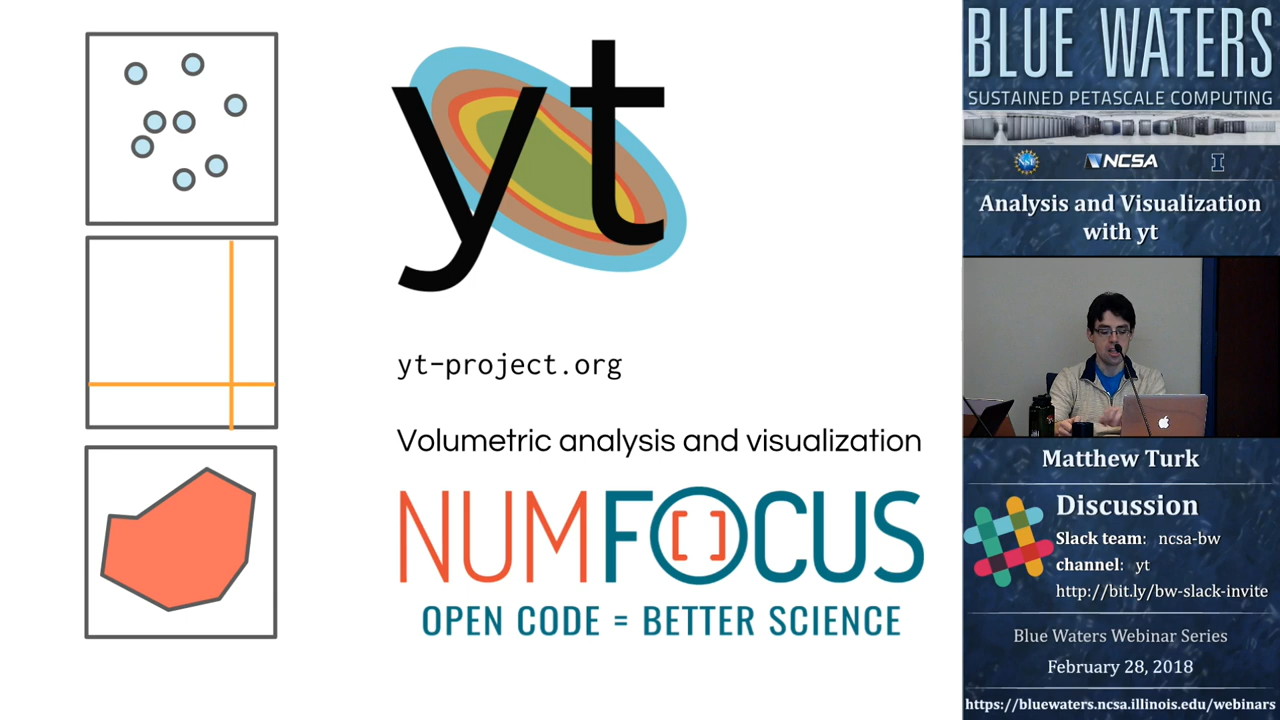 yt
yt-project.org
Volumetric analysis and visualization
NUMFOCUS
OPEN CODE = BETTER SCIENCE
BLUE WATERS
SUSTAINED PETASCALE COMPUTING
NSF
NCSA
I
Analysis and Visualization
with yt
Matthew Turk
Discussion
Slack team: ncsa-bw
channel: yt
http://bit.ly/bw-slack-invite
Blue Waters Webinar Series
February 28, 2018
https://bluewaters.ncsa.illinois.edu/webinars